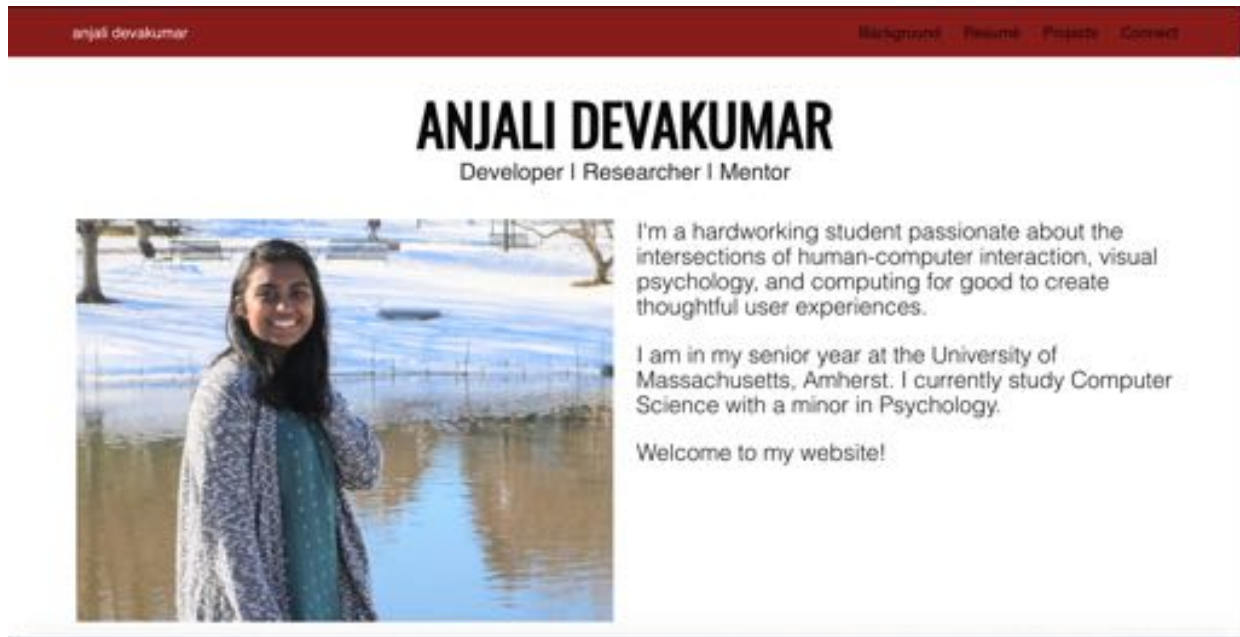 anjali devakumar
Background Resume Projects Connect
ANJALI DEVAKUMAR
Developer | Researcher | Mentor
I'm a hardworking student passionate about the
intersections of human-computer interaction, visual
psychology, and computing for good to create
thoughtful user experiences.
I am in my senior year at the University of
Massachusetts, Amherst. I currently study Computer
Science with a minor in Psychology.
Welcome to my website!